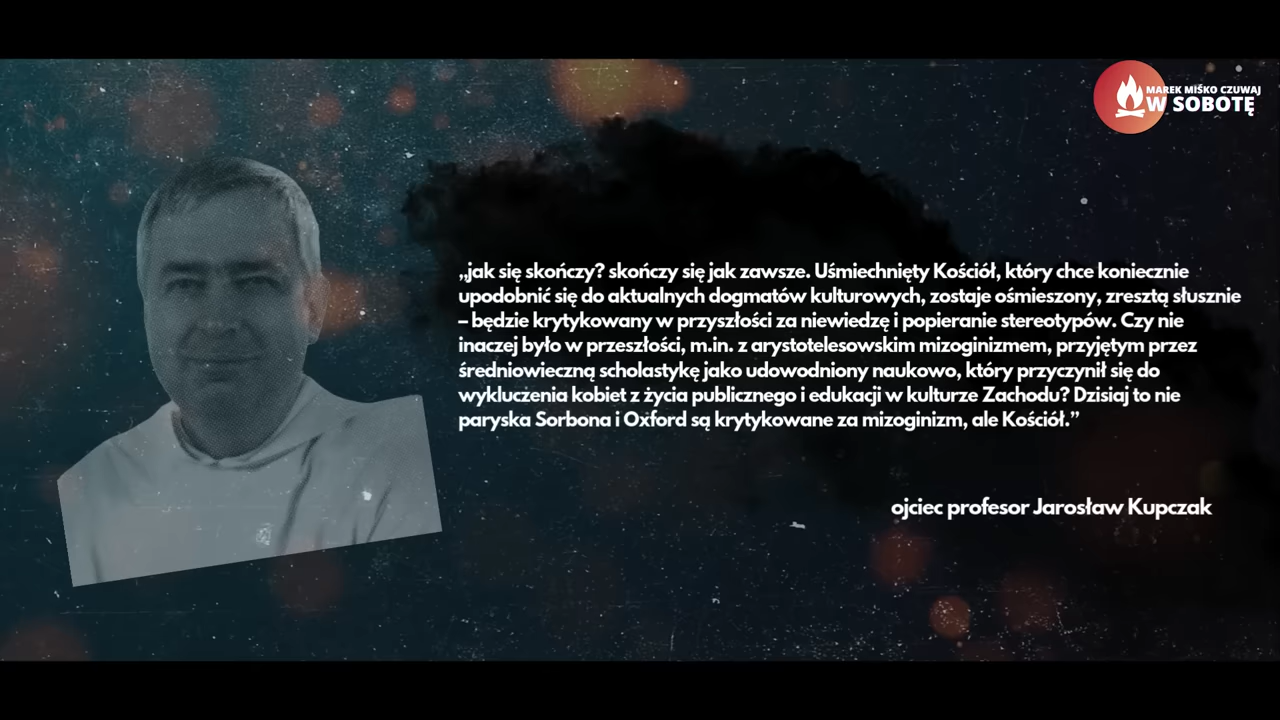 MAREK MIŚKO CZUWAJ
W SOBOTĘ
„jak się skończy? skończy się jak zawsze. Uśmiechnięty Kościół, który chce koniecznie
upodobnić się do aktualnych dogmatów kulturowych, zostaje ośmieszony, zresztą słusznie
– będzie krytykowany w przyszłości za niewiedzę i popieranie stereotypów. Czy nie
inaczej było w przeszłości, m.in. z arystotelesowskim mizoginizmem, przyjętym przez
średniowieczną scholastykę jako udowodniony naukowo, który przyczynił się do
wykluczenia kobiet z życia publicznego i edukacji w kulturze Zachodu? Dzisiaj to nie
paryska Sorbona i Oxford są krytykowane za mizoginizm, ale Kościół.”
ojciec profesor Jarosław Kupczak